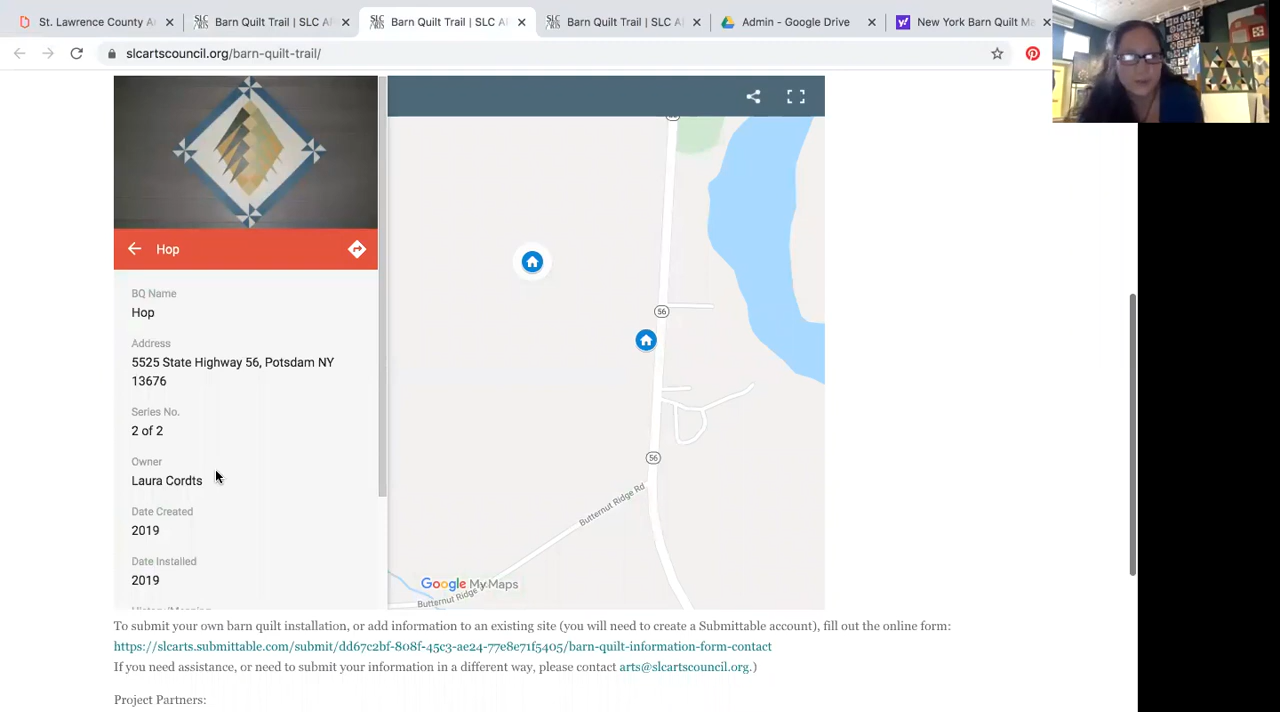 St. Lawrence County A
Barn Quilt Trail | SLC A
Barn Quilt Trail | SLC A
Barn Quilt Trail | SLC A
Admin - Google Drive
New York Barn Quilt Ma
slcartscouncil.org/barn-quilt-trail/
Hop
BQ Name
Hop
Address
5525 State Highway 56, Potsdam NY
13676
Series No.
2 of 2
Owner
Laura Cordts
Date Created
2019
Date Installed
2019
History/Meaning
56
56
Butternut Ridge Rd
Butternut Ridge
Google My Maps
To submit your own barn quilt installation, or add information to an existing site (you will need to create a Submittable account), fill out the online form:
https://slcarts.submittable.com/submit/dd67c2bf-808f-45c3-ae24-77e8e71f5405/barn-quilt-information-form-contact
If you need assistance, or need to submit your information in a different way, please contact arts@slcartscouncil.org.)
Project Partners: